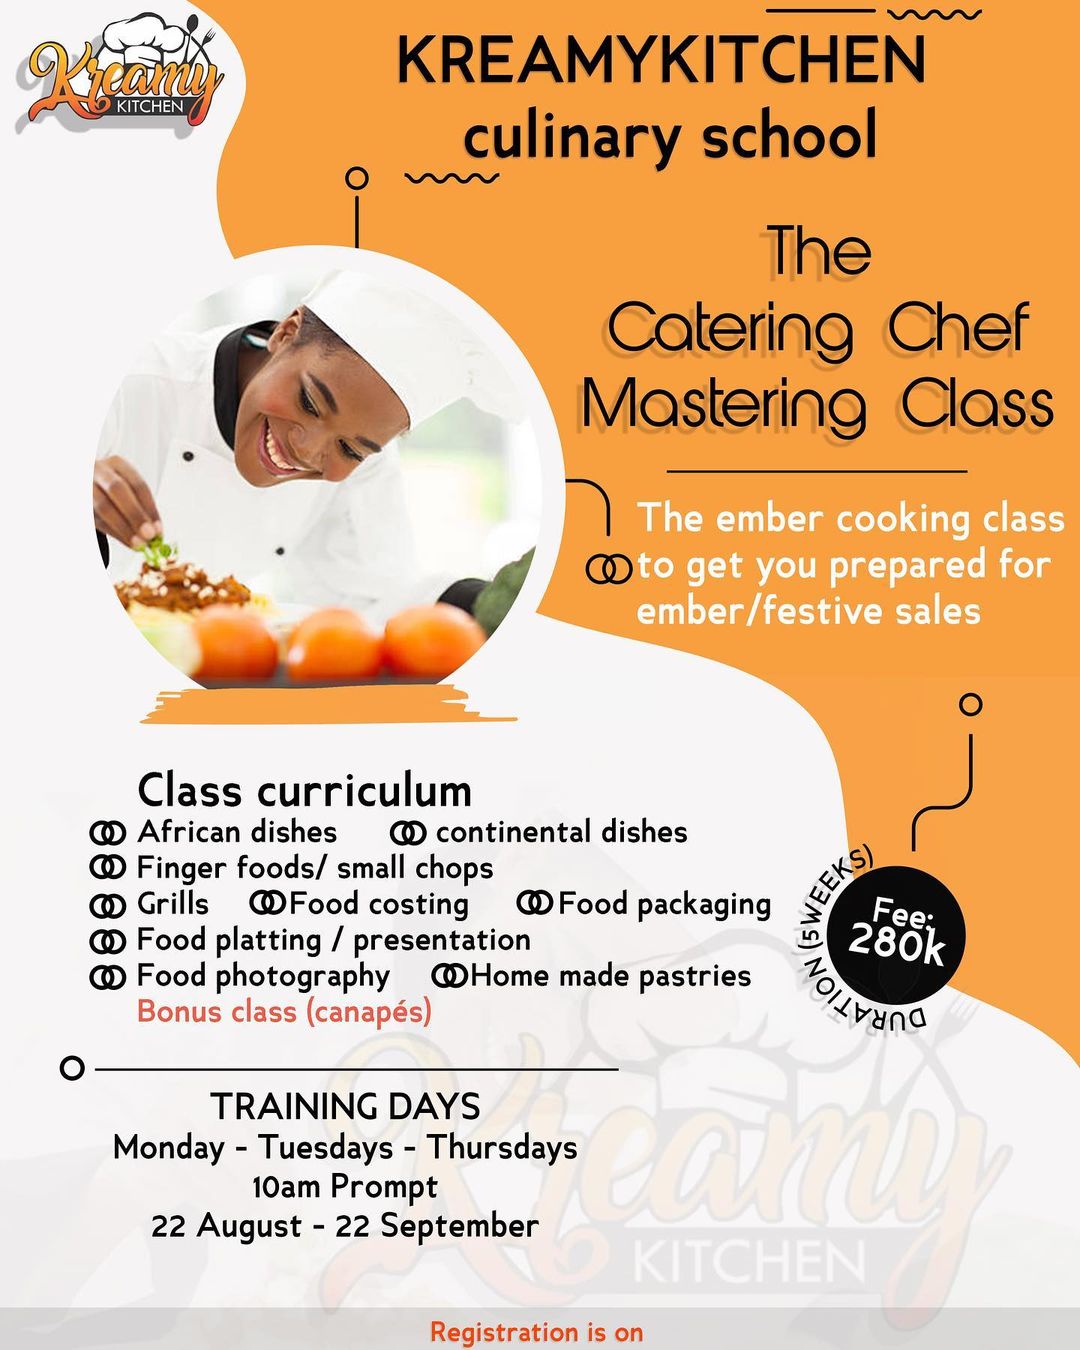 Kreamy
KITCHEN
KREAMYKITCHEN
culinary school
The
Catering Chef
Mastering Class
The ember cooking class
to get you prepared for
ember/festive sales
Class curriculum
African dishes continental dishes
Finger foods/ small chops
Grills Food costing Food packaging
Food platting / presentation
Food photography Home made pastries
Bonus class (canapés)
Fee:
280k
DURATION (5WEEKS)
TRAINING DAYS
Monday - Tuesdays - Thursdays
10am Prompt
22 August - 22 September
Kreamy
KITCHEN
Registration is on